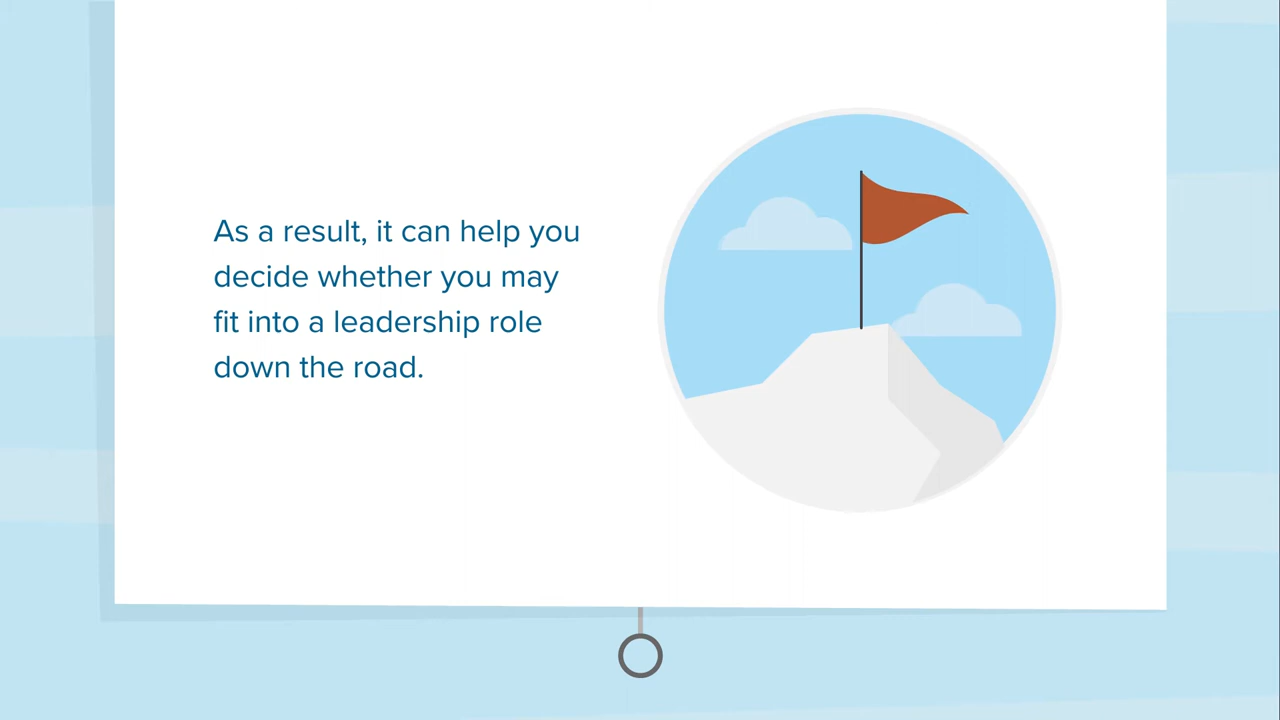 As a result, it can help you
decide whether you may
fit into a leadership role
down the road.